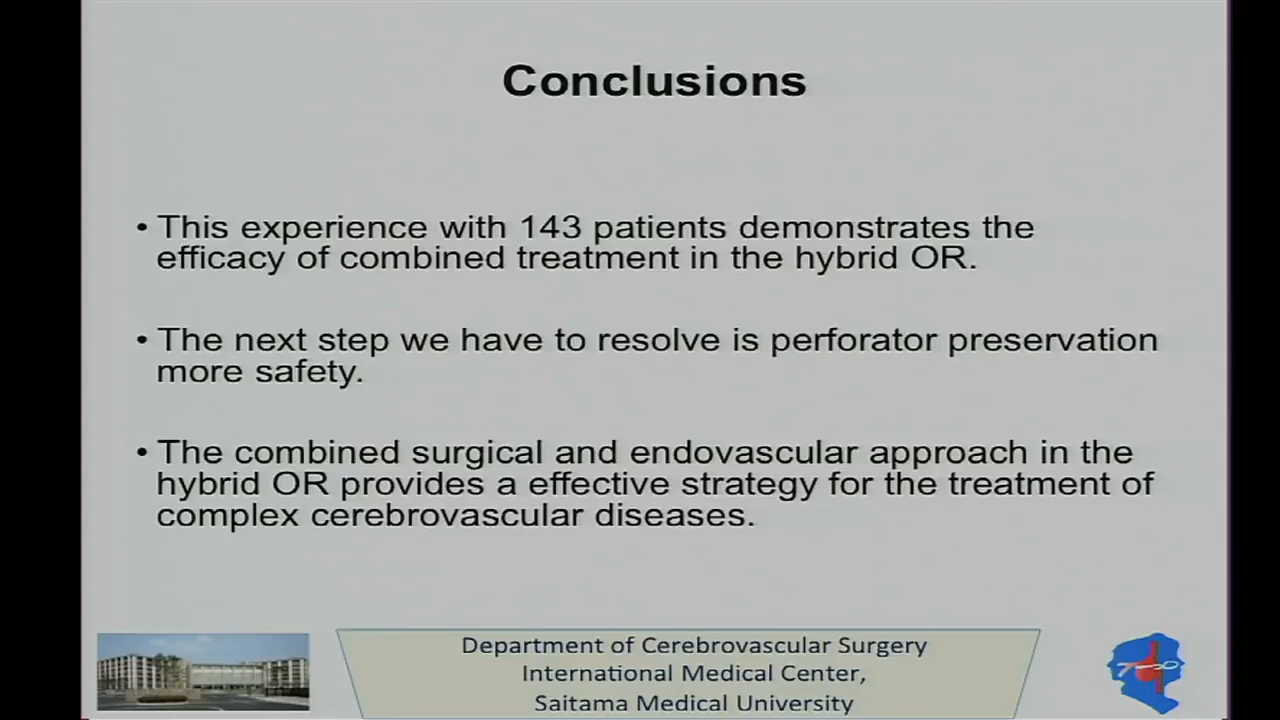 Conclusions
• This experience with 143 patients demonstrates the
efficacy of combined treatment in the hybrid OR.
• The next step we have to resolve is perforator preservation
more safety.
• The combined surgical and endovascular approach in the
hybrid OR provides a effective strategy for the treatment of
complex cerebrovascular diseases.
Department of Cerebrovascular Surgery
International Medical Center,
Saitama Medical University